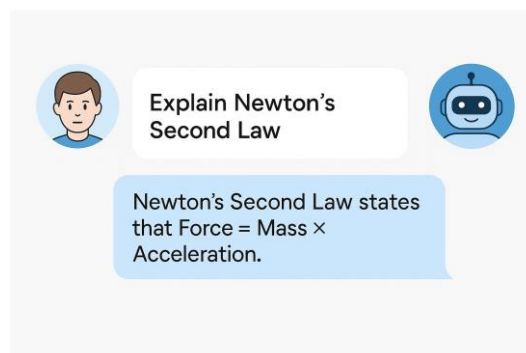 Explain Newton’s
Second Law
Newton’s Second Law states
that Force = Mass ×
Acceleration.